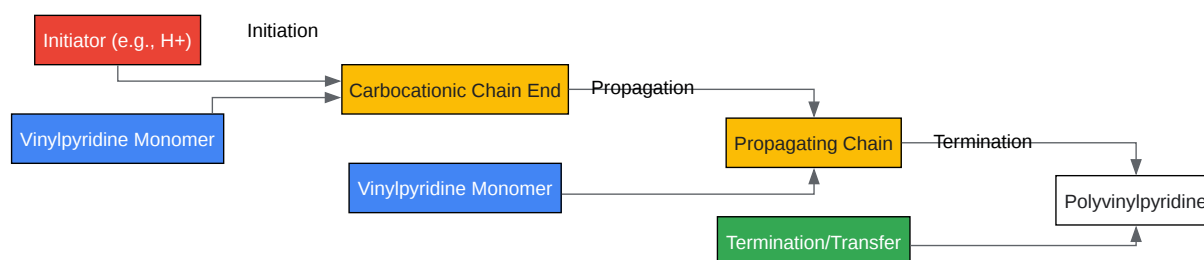 Initiator (e.g., H+)
Initiation
Vinylpyridine Monomer
Carbocationic Chain End
Propagation
Vinylpyridine Monomer
Propagating Chain
Termination
Termination/Transfer
Polyvinylpyridine